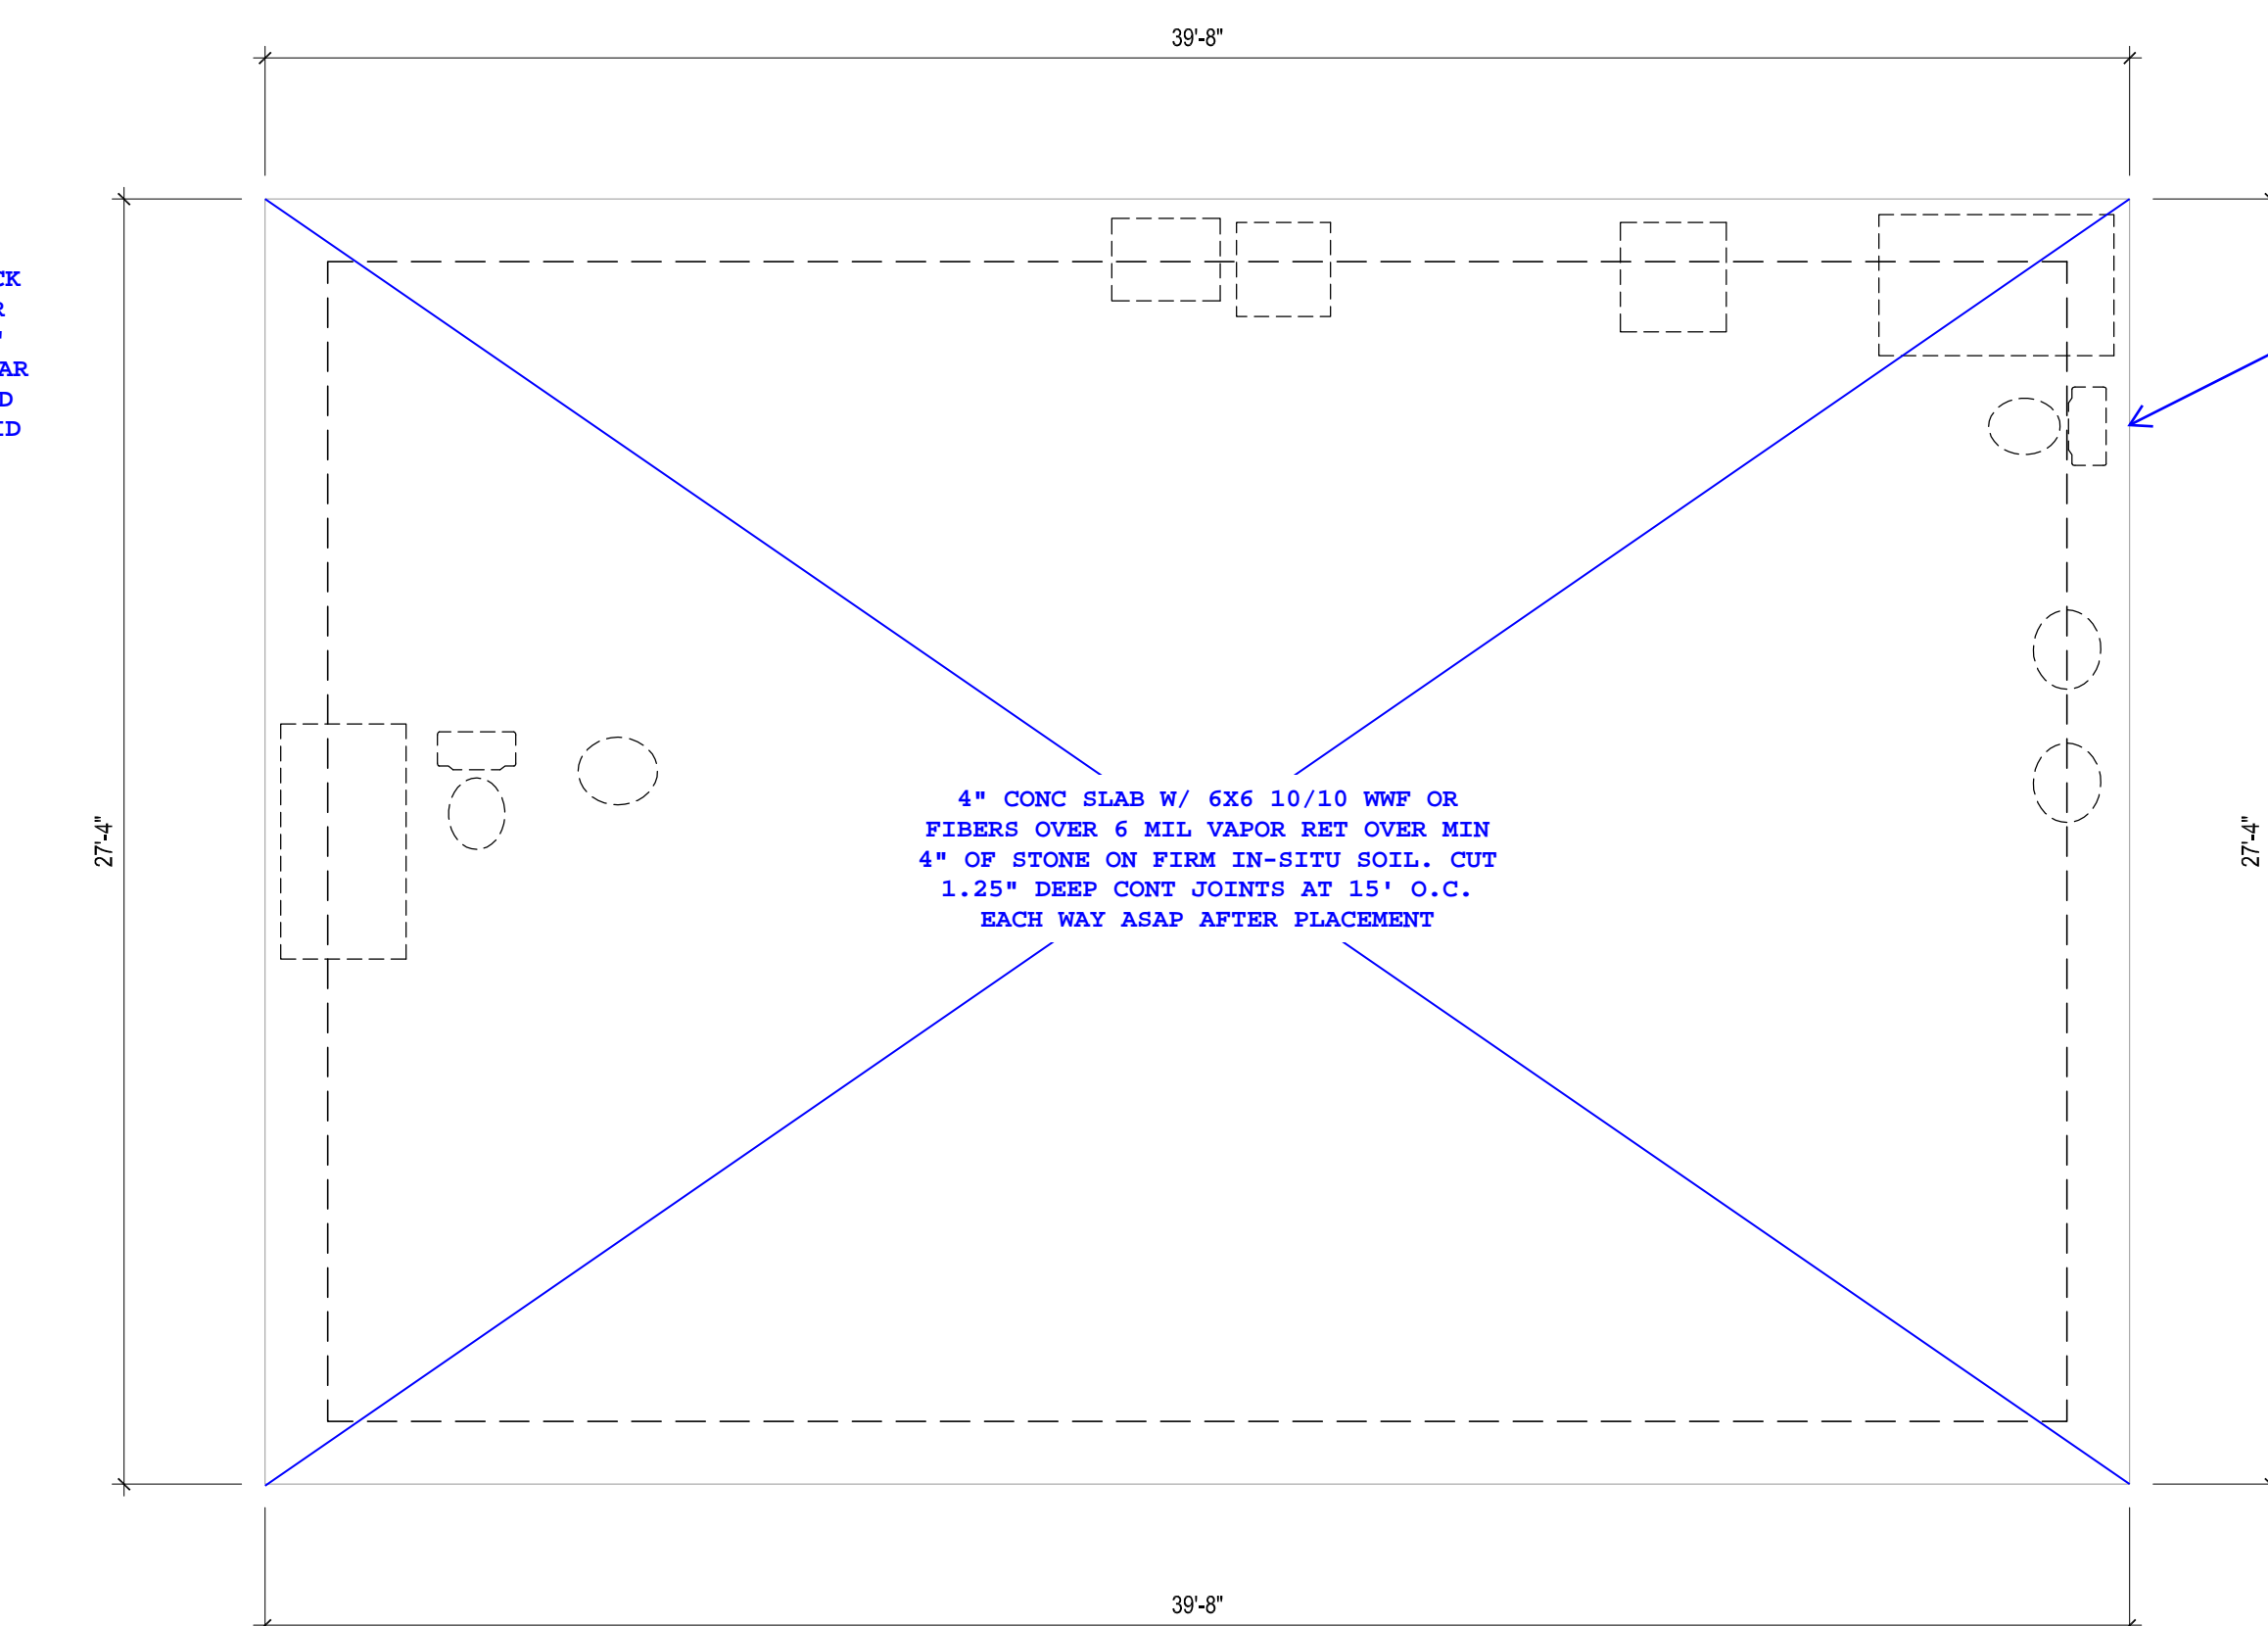 39'-8"
27'-4"
4" CONC SLAB W/ 6X6 10/10 WWF OR
FIBERS OVER 6 MIL VAPOR RET OVER MIN
4" OF STONE ON FIRM IN-SITU SOIL. CUT
1.25" DEEP CONT JOINTS AT 15' O.C.
EACH WAY ASAP AFTER PLACEMENT
27'-4"
39'-8"